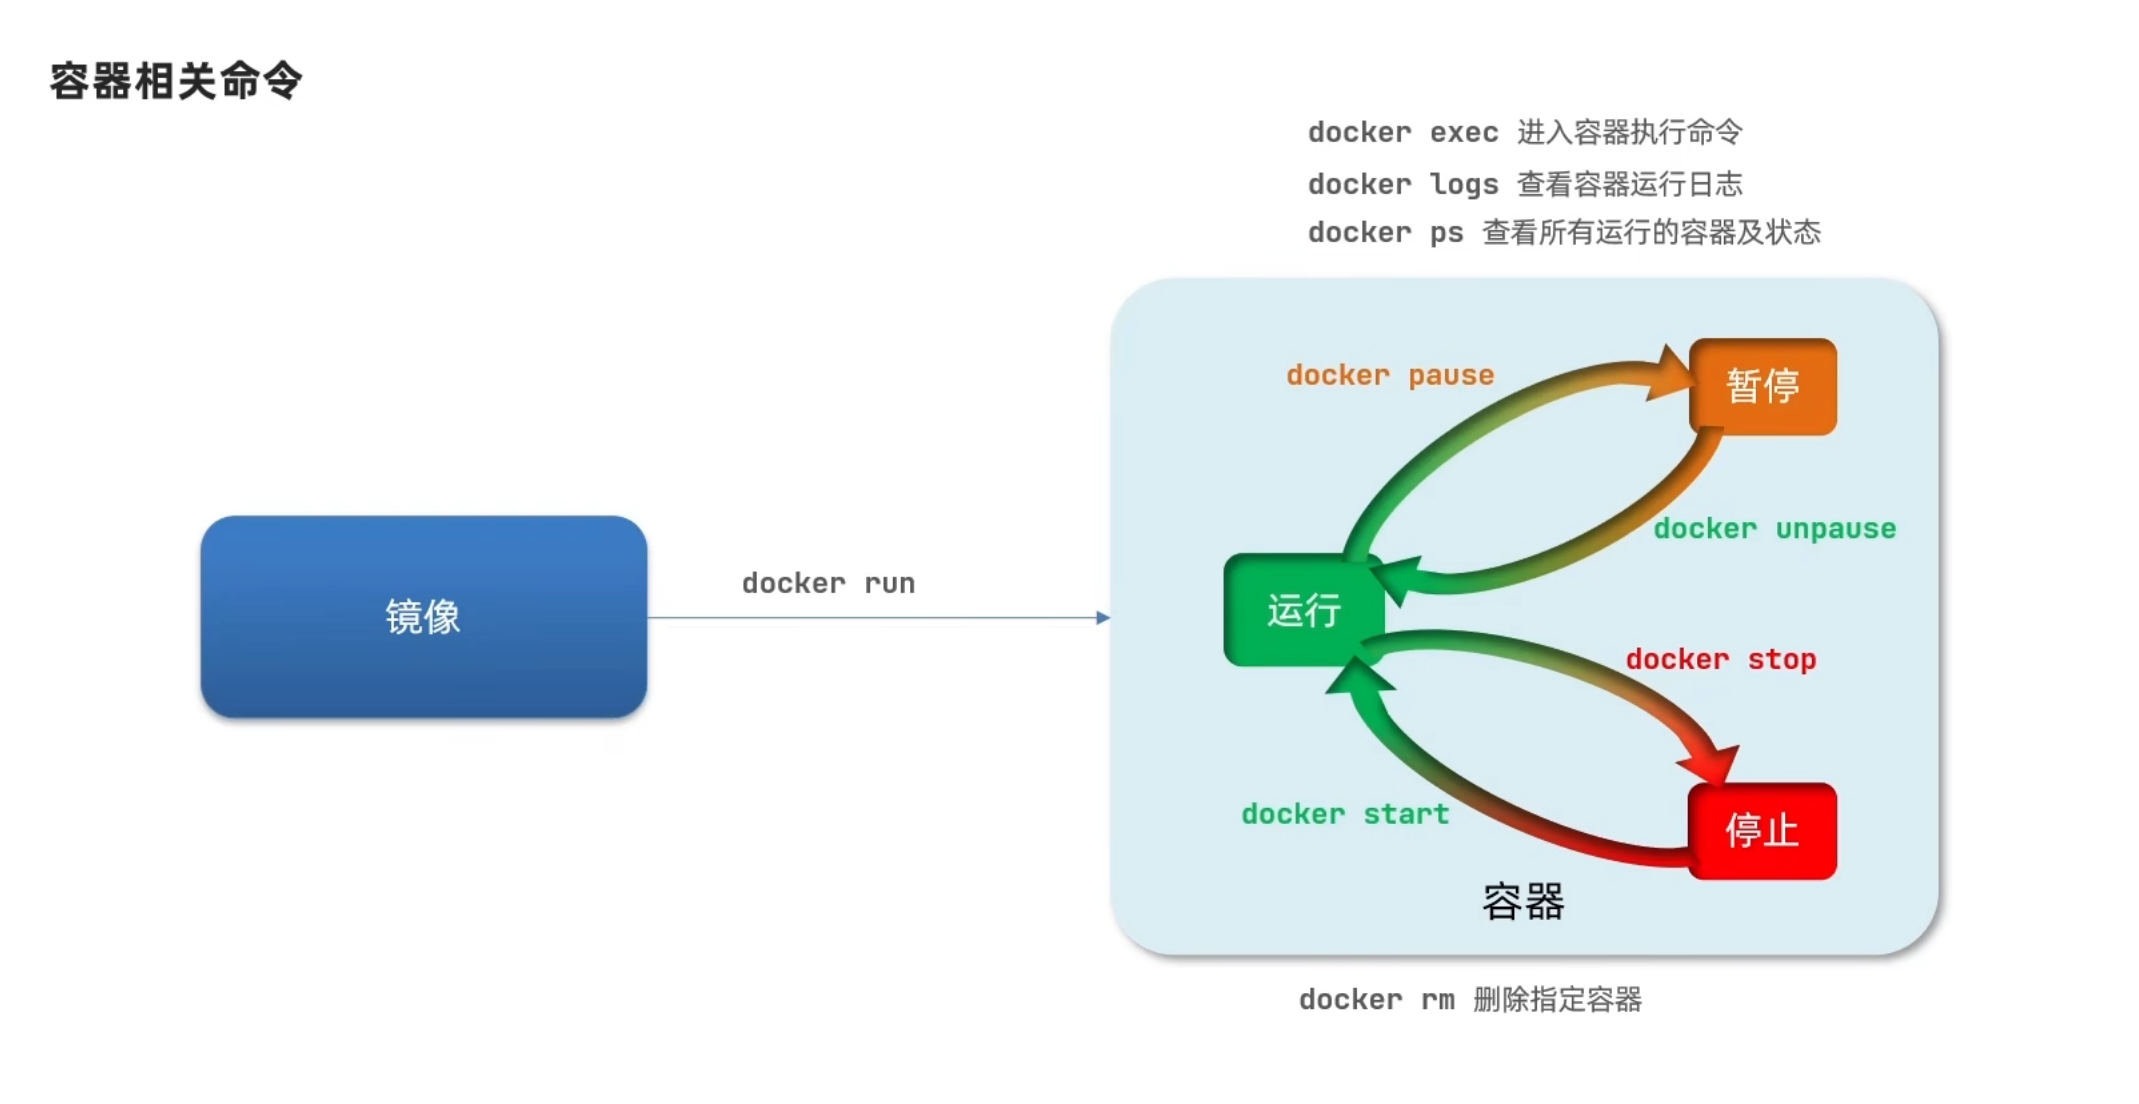 容器相关命令
docker exec 进入容器执行命令
docker logs 查看容器运行日志
docker ps 查看所有运行的容器及状态
docker pause
暂停
docker unpause
镜像
docker run
运行
docker stop
docker start
停止
容器
docker rm 删除指定容器